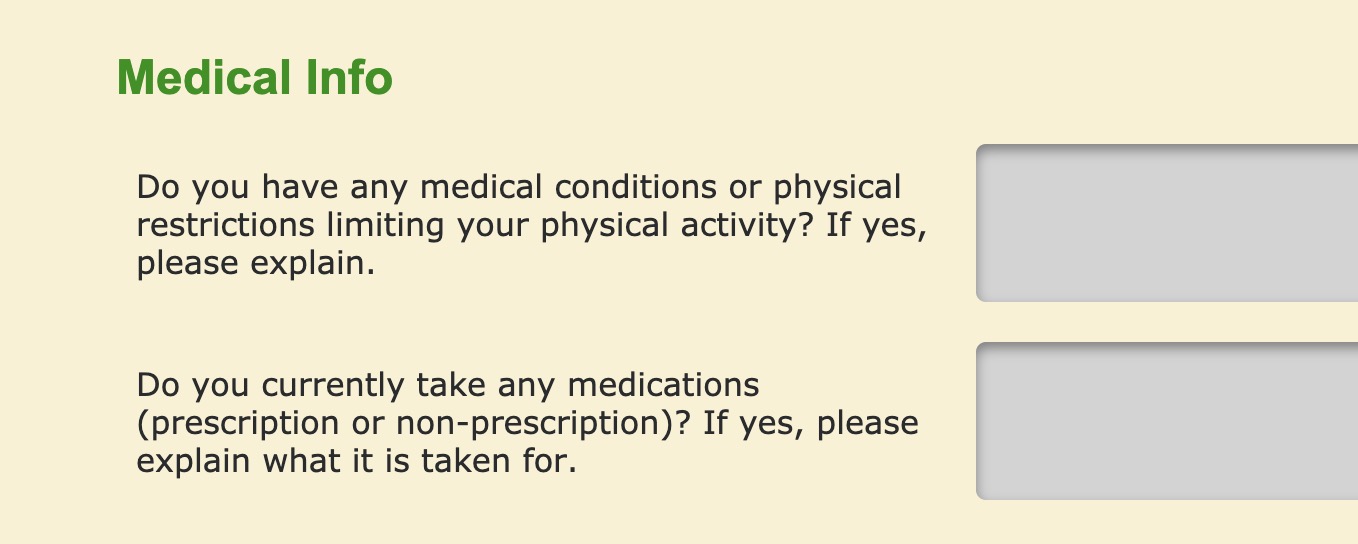 Medical Info
Do you have any medical conditions or physical
restrictions limiting your physical activity? If yes,
please explain.
Do you currently take any medications
(prescription or non-prescription)? If yes, please
explain what it is taken for.